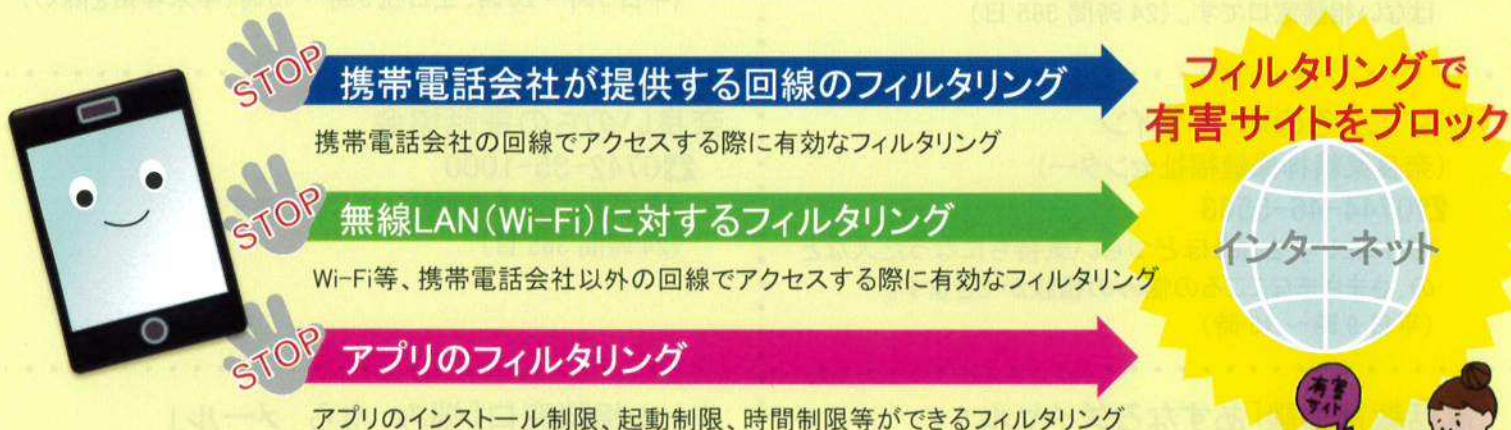 STOP
携帯電話会社が提供する回線のフィルタリング
携帯電話会社の回線でアクセスする際に有効なフィルタリング
STOP
無線LAN(Wi-Fi)に対するフィルタリング
Wi-Fi等、携帯電話会社以外の回線でアクセスする際に有効なフィルタリング
STOP
アプリのフィルタリング
アプリのインストール制限、起動制限、時間制限等ができるフィルタリング
フィルタリングで
有害サイトをブロック
インターネット
有害
サイト